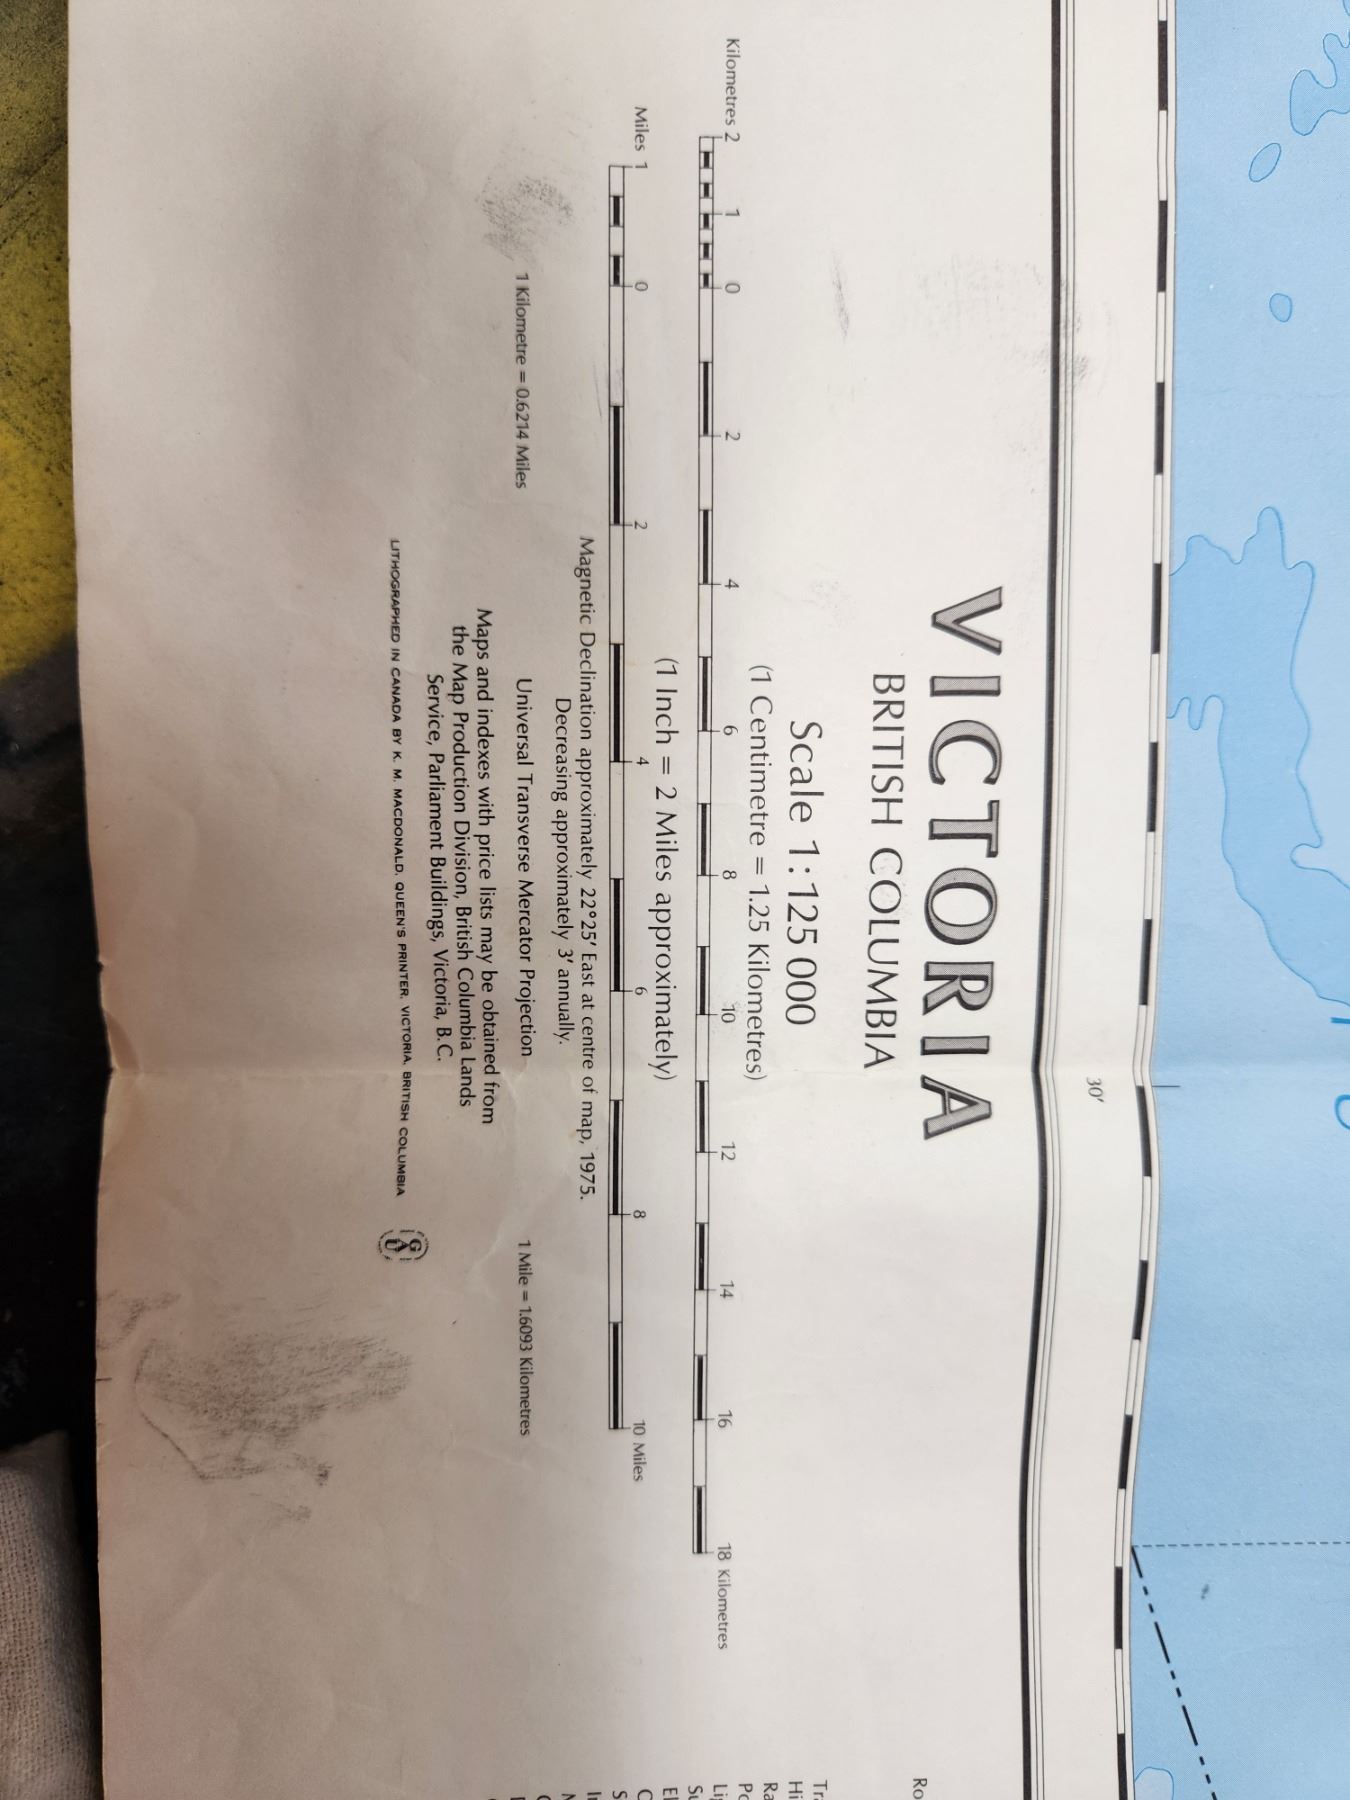 30′
VICTORIA
BRITISH COLUMBIA
Scale 1:125 000
(1 Centimetre = 1.25 Kilometres)
Kilometres 2 1 0 2 4 6 8 10 12 14 16 18 Kilometres
(1 Inch = 2 Miles approximately)
Miles 1 0 2 4 6 8 10 Miles
Magnetic Declination approximately 22°25′ East at centre of map, 1975.
Decreasing approximately 3′ annually.
1 Kilometre = 0.6214 Miles
Universal Transverse Mercator Projection
1 Mile = 1.6093 Kilometres
Maps and indexes with price lists may be obtained from
the Map Production Division, British Columbia Lands
Service, Parliament Buildings, Victoria, B.C.
LITHOGRAPHED IN CANADA BY K. M. MACDONALD, QUEEN'S PRINTER, VICTORIA, BRITISH COLUMBIA